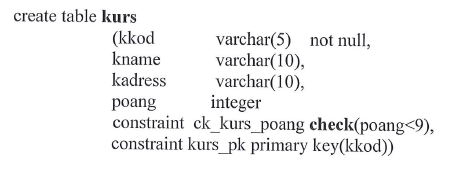 create table kurs
(kkod varchar(5) not null,
kname varchar(10),
kadress varchar(10),
poang integer
constraint ck_kurs_poang check(poang<9),
constraint kurs_pk primary key(kkod))